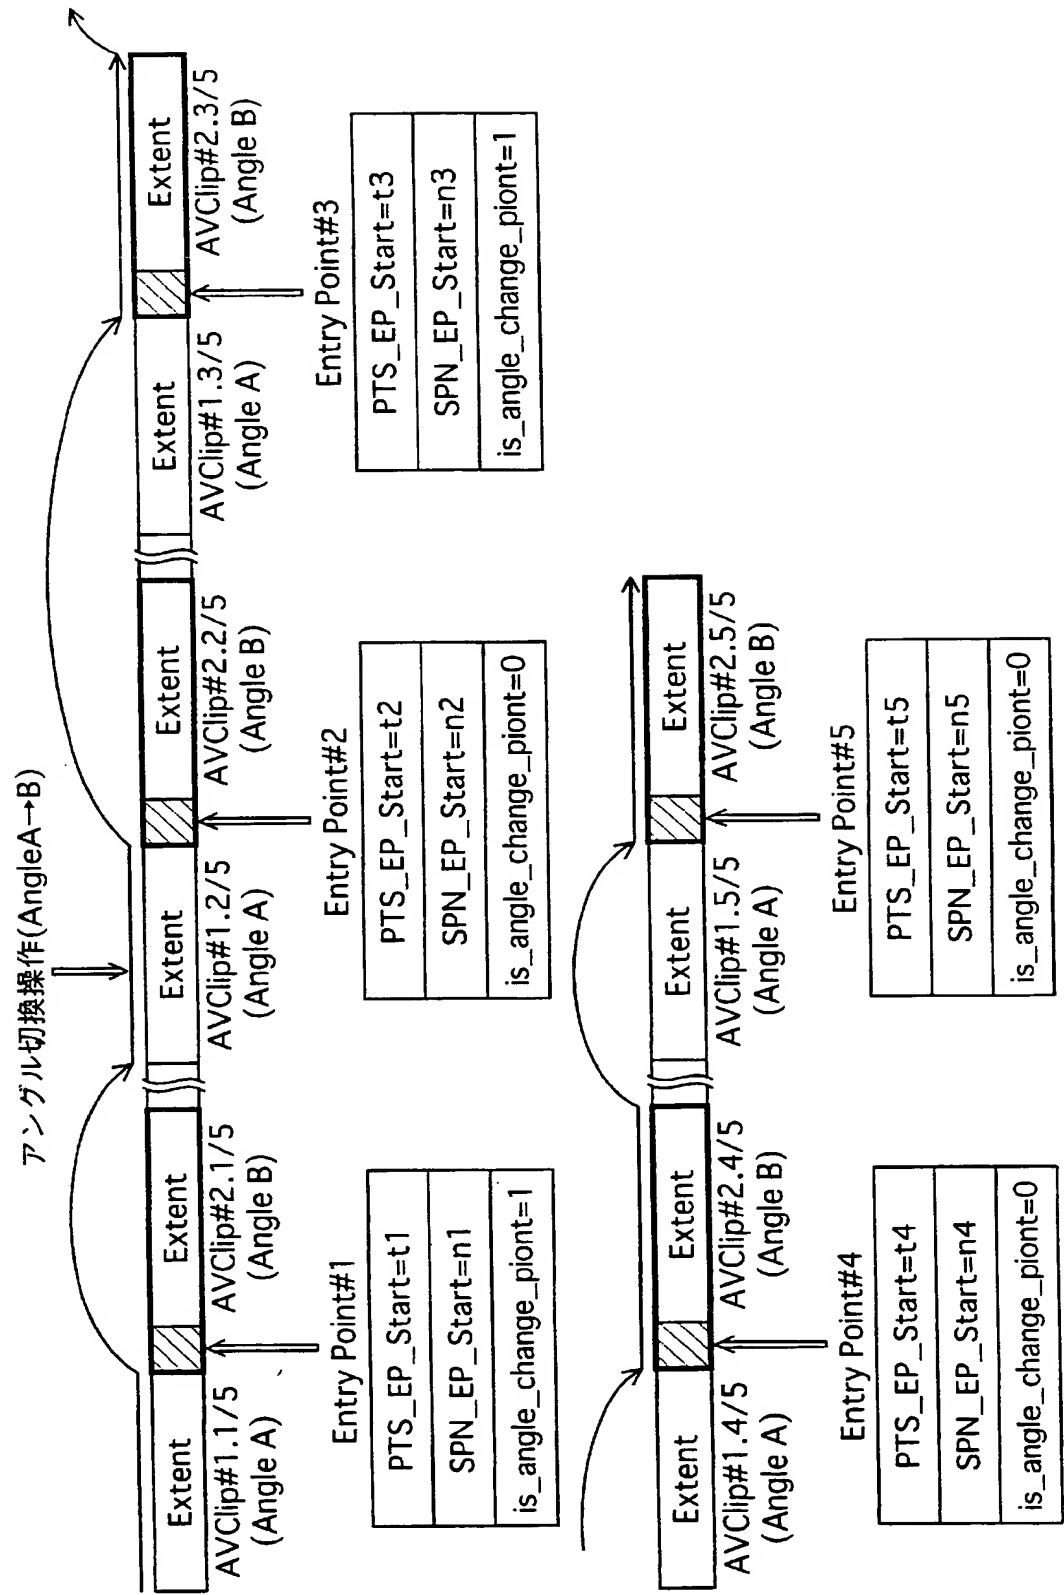 アングル切換操作(AngleA→B)
Extent
Extent
Extent
Extent
Extent
Extent
AVClip#1.1/5
(Angle A)
AVClip#2.1/5
(Angle B)
AVClip#1.2/5
(Angle A)
AVClip#2.2/5
(Angle B)
AVClip#1.3/5
(Angle A)
AVClip#2.3/5
(Angle B)
Entry Point#1
PTS_EP_Start=t1
SPN_EP_Start=n1
is_angle_change_piont=1
Entry Point#2
PTS_EP_Start=t2
SPN_EP_Start=n2
is_angle_change_piont=0
Entry Point#3
PTS_EP_Start=t3
SPN_EP_Start=n3
is_angle_change_piont=1
Extent
Extent
Extent
Extent
AVClip#1.4/5
(Angle A)
AVClip#2.4/5
(Angle B)
AVClip#1.5/5
(Angle A)
AVClip#2.5/5
(Angle B)
Entry Point#4
PTS_EP_Start=t4
SPN_EP_Start=n4
is_angle_change_piont=0
Entry Point#5
PTS_EP_Start=t5
SPN_EP_Start=n5
is_angle_change_piont=0